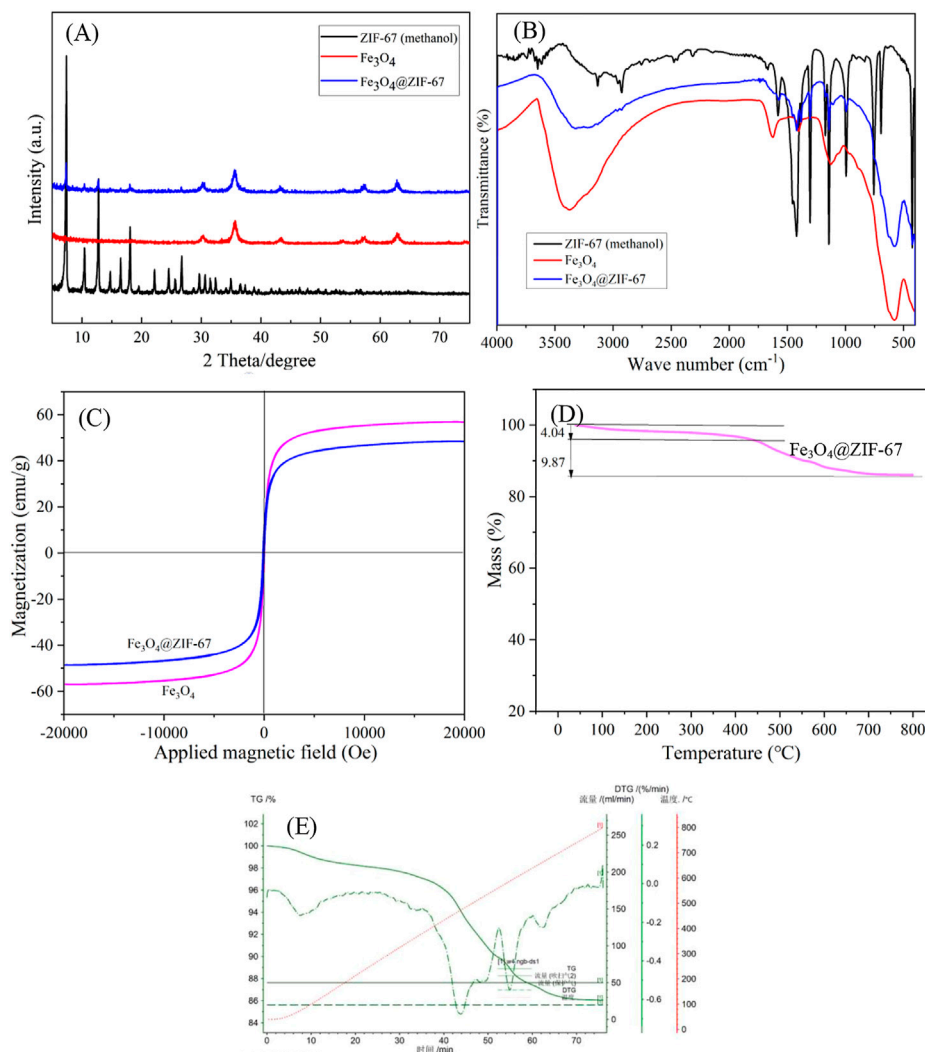 (A)
ZIF-67 (methanol)
Fe₃O₄
Fe₃O₄@ZIF-67
Intensity (a.u.)
10 20 30 40 50 60 70
2 Theta/degree
(B)
Transmittance (%)
ZIF-67 (methanol)
Fe₃O₄
Fe₃O₄@ZIF-67
4000 3500 3000 2500 2000 1500 1000 500
Wave number (cm⁻¹)
(C)
60
40
20
0
-20
-40
-60
Magnetization (emu/g)
Fe₃O₄@ZIF-67
Fe₃O₄
-20000 -10000 0 10000 20000
Applied magnetic field (Oe)
(D)
100
80
60
40
20
Mass (%)
4.04
9.87
Fe₃O₄@ZIF-67
0 100 200 300 400 500 600 700 800
Temperature (℃)
(E)
TG /%
DTG /(%/min)
流量 /(ml/min) 温度 /℃
102
100
98
96
94
92
90
88
86
84
250
200
150
100
50
0
0.2
0.0
-0.2
-0.4
-0.6
800
700
600
500
400
300
200
100
0
TG
DTG
0 10 20 30 40 50 60 70
时间 /min